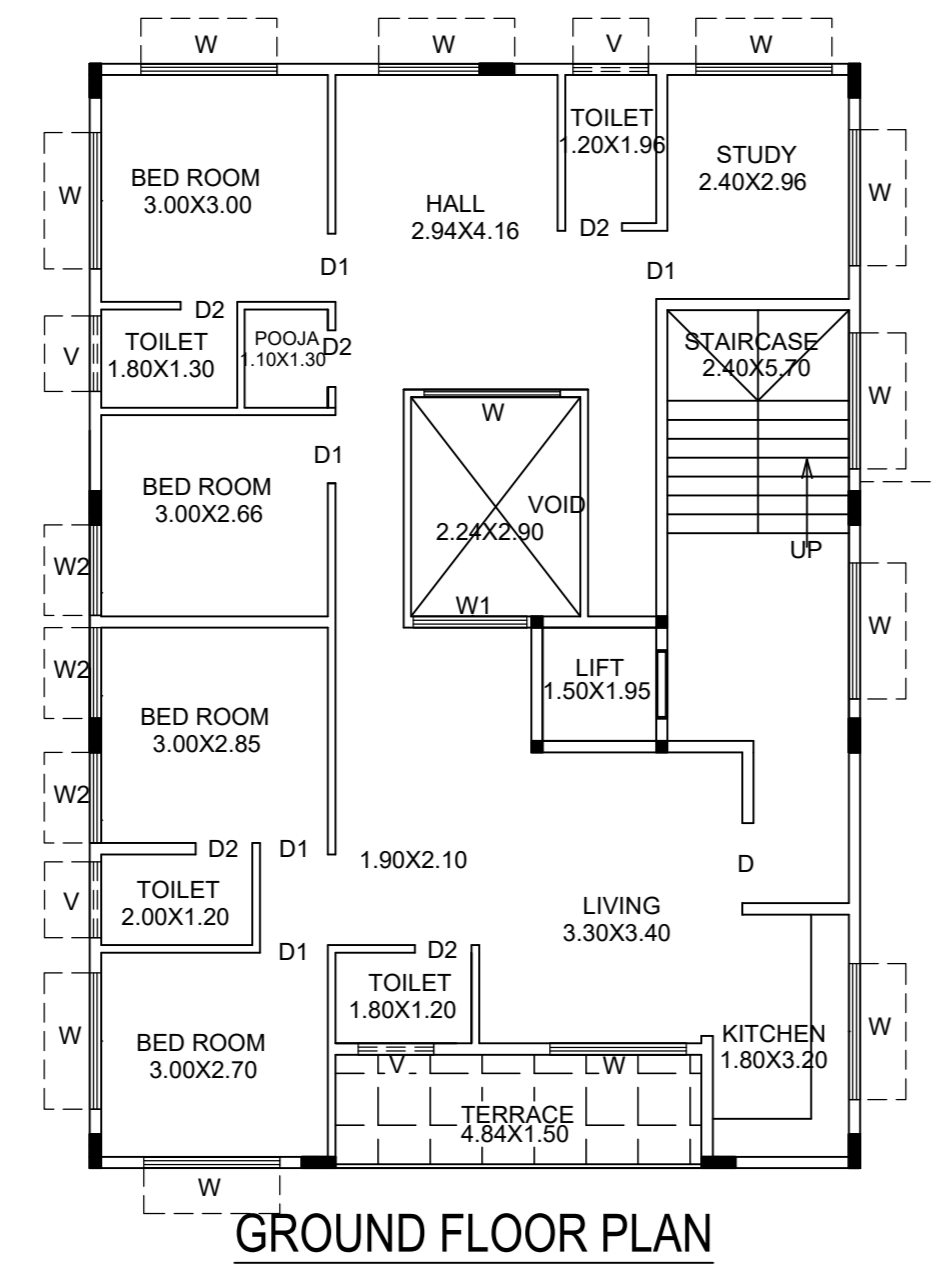 W
W
V
W
TOILET
1.20X1.96
STUDY
2.40X2.96
BED ROOM
3.00X3.00
W
W
HALL
2.94X4.16
D2
D1
D1
D2
TOILET
1.80X1.30
POOJA
1.10X1.30
D2
V
STAIRCASE
2.40X5.70
W
W
D1
BED ROOM
3.00X2.66
VOID
2.24X2.90
UP
W2
W1
W
LIFT
1.50X1.95
W2
BED ROOM
3.00X2.85
W2
D2
D1
1.90X2.10
D
TOILET
2.00X1.20
V
LIVING
3.30X3.40
D1
D2
TOILET
1.80X1.20
W
BED ROOM
3.00X2.70
KITCHEN
1.80X3.20
W
V
W
TERRACE
4.84X1.50
W
GROUND FLOOR PLAN